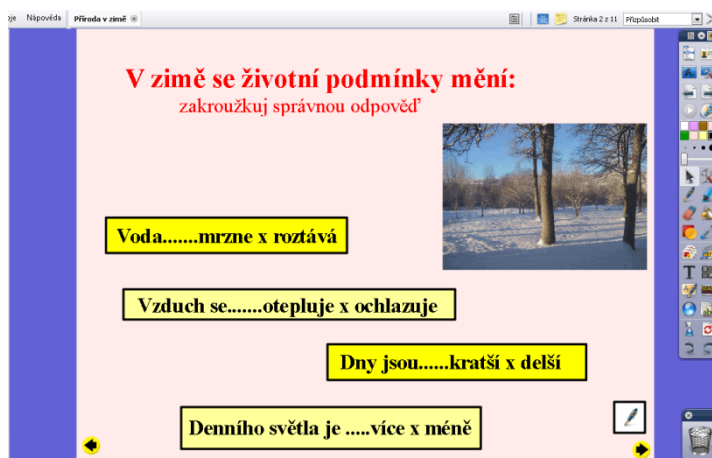 oje Nápověda Příroda v zimě Stránka 2 z 11 Přizpůsobit
V zimě se životní podmínky mění:
zakroužkuj správnou odpověď
Voda.......mrzne x roztává
Vzduch se.......otepluje x ochlazuje
Dny jsou......kratší x delší
Denního světla je .....více x méně